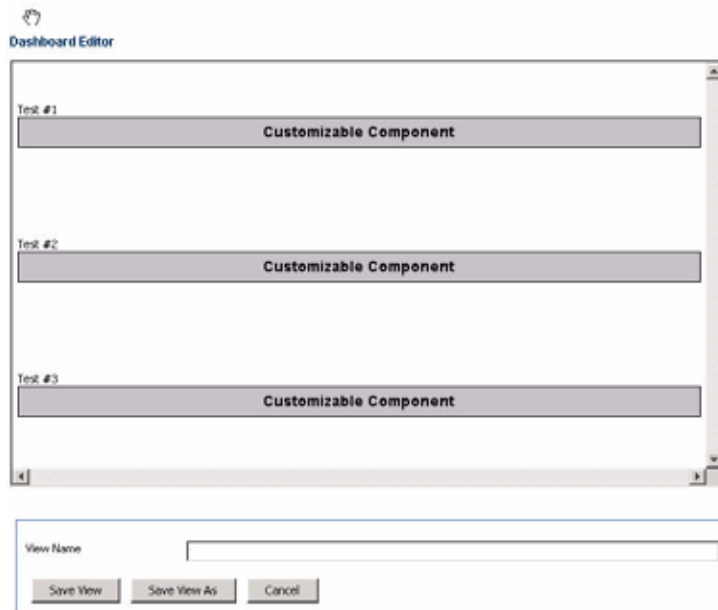 Dashboard Editor
Test #1
Customizable Component
Test #2
Customizable Component
Test #3
Customizable Component
View Name
Save View Save View As Cancel